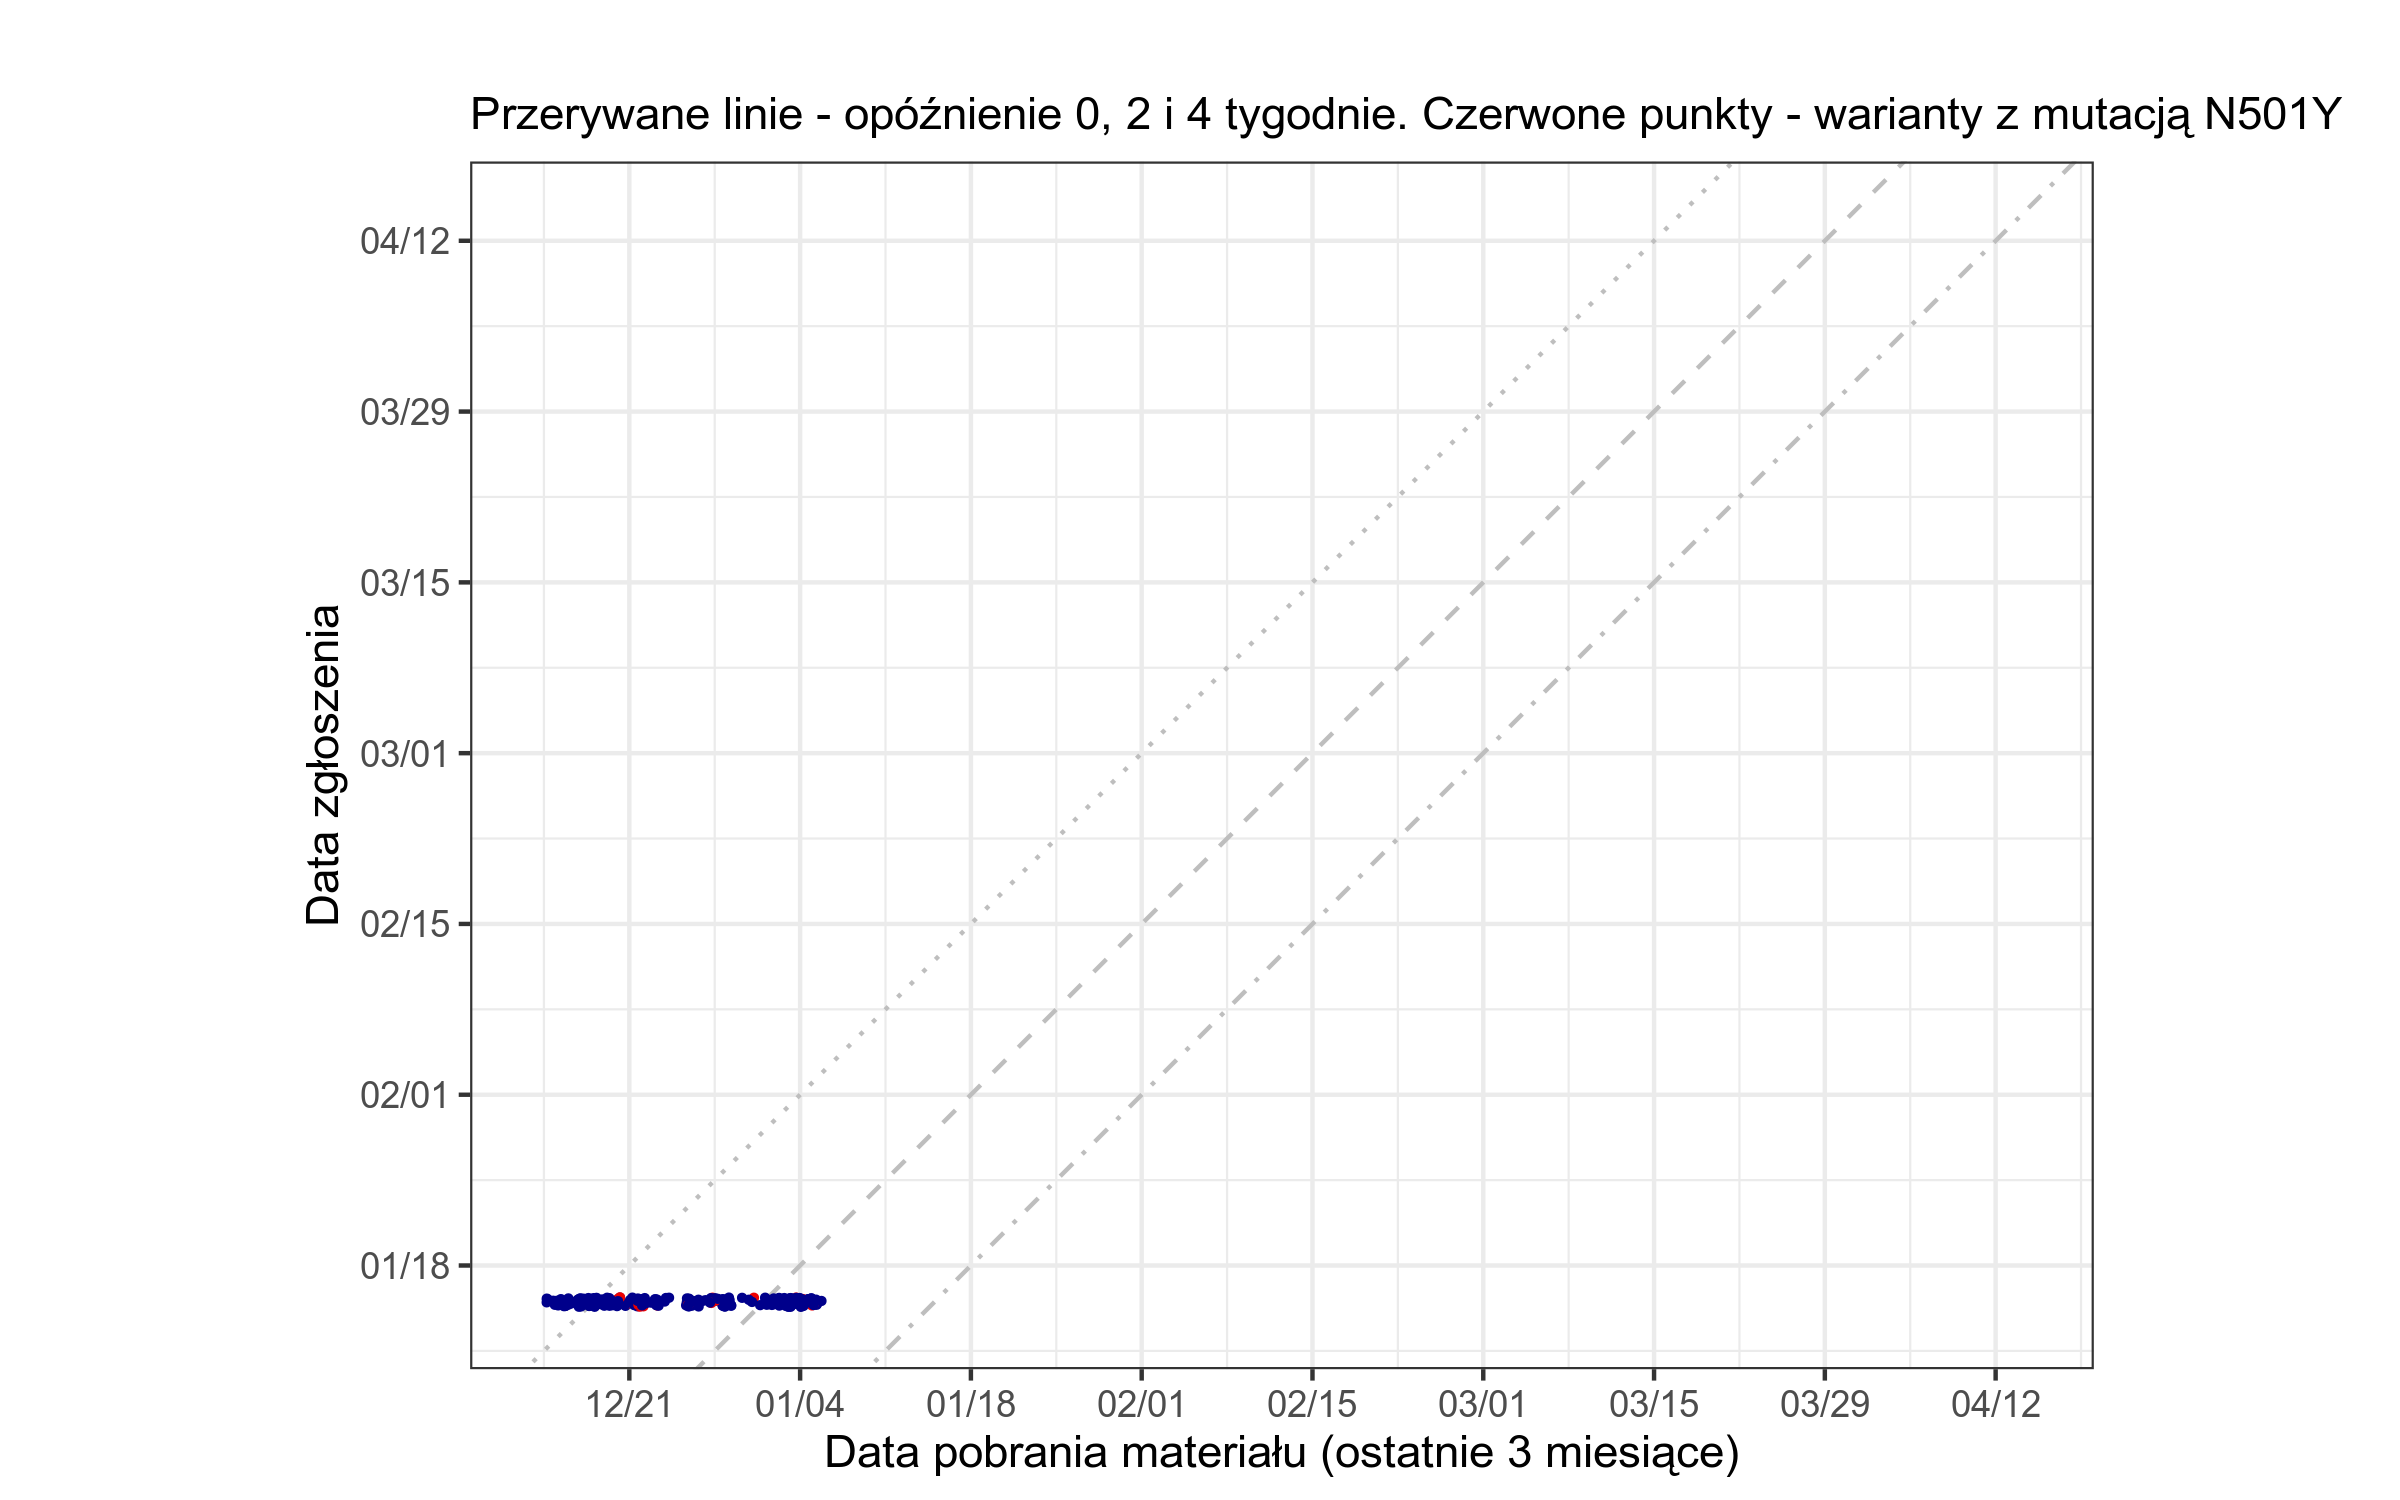 Przerywane linie - opóźnienie 0, 2 i 4 tygodnie. Czerwone punkty - warianty z mutacją N501Y
04/12
03/29
03/15
03/01
02/15
02/01
01/18
Data zgłoszenia
12/21 01/04 01/18 02/01 02/15 03/01 03/15 03/29 04/12
Data pobrania materiału (ostatnie 3 miesiące)